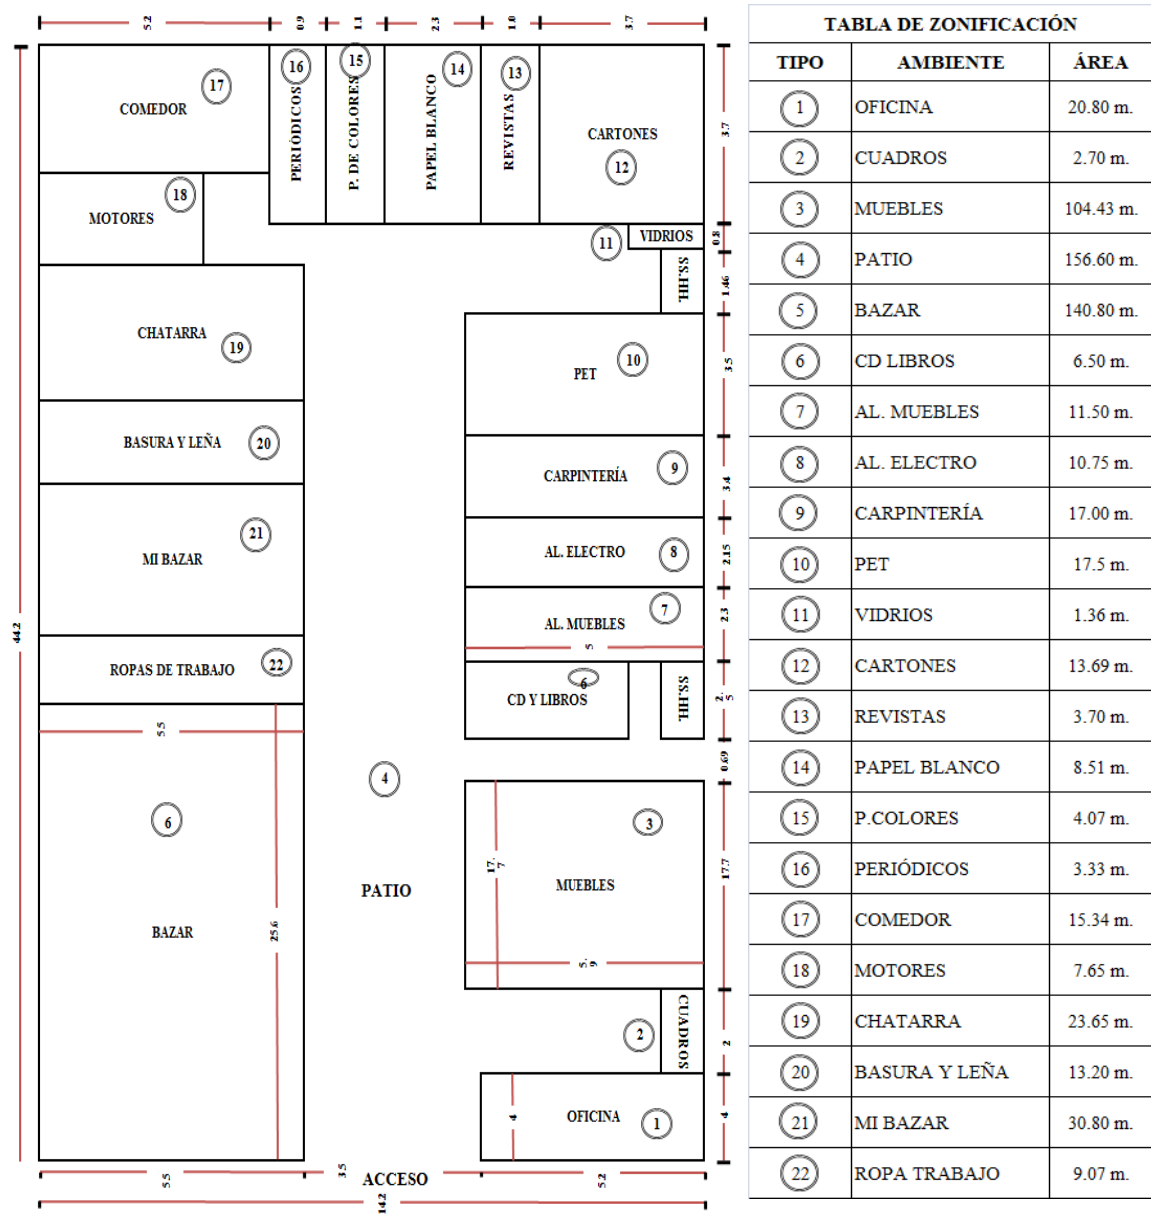 5.2
0.9
1.1
2.3
1.0
3.7
44.2
COMEDOR
17
16
PERIÓDICOS
15
P. DE COLORES
14
PAPEL BLANCO
13
REVISTAS
CARTONES
12
3.7
MOTORES
18
11
VIDRIOS
0.8
SS.HH.
1.46
CHATARRA
19
PET
10
3.5
BASURA Y LEÑA
20
CARPINTERÍA
9
3.4
MI BAZAR
21
AL. ELECTRO
8
2.15
AL. MUEBLES
7
5
2.3
ROPAS DE TRABAJO
22
6
CD Y LIBROS
SS.HH.
2.
5
5.5
0.69
4
6
PATIO
BAZAR
25.6
17.
7
3
MUEBLES
5.
9
17.7
2
CUADROS
2
4
OFICINA
1
4
5.5
3.5
ACCESO
5.2
14.2
TABLA DE ZONIFICACIÓN
TIPO AMBIENTE ÁREA
1 OFICINA 20.80 m.
2 CUADROS 2.70 m.
3 MUEBLES 104.43 m.
4 PATIO 156.60 m.
5 BAZAR 140.80 m.
6 CD LIBROS 6.50 m.
7 AL. MUEBLES 11.50 m.
8 AL. ELECTRO 10.75 m.
9 CARPINTERÍA 17.00 m.
10 PET 17.5 m.
11 VIDRIOS 1.36 m.
12 CARTONES 13.69 m.
13 REVISTAS 3.70 m.
14 PAPEL BLANCO 8.51 m.
15 P.COLORES 4.07 m.
16 PERIÓDICOS 3.33 m.
17 COMEDOR 15.34 m.
18 MOTORES 7.65 m.
19 CHATARRA 23.65 m.
20 BASURA Y LEÑA 13.20 m.
21 MI BAZAR 30.80 m.
22 ROPA TRABAJO 9.07 m.